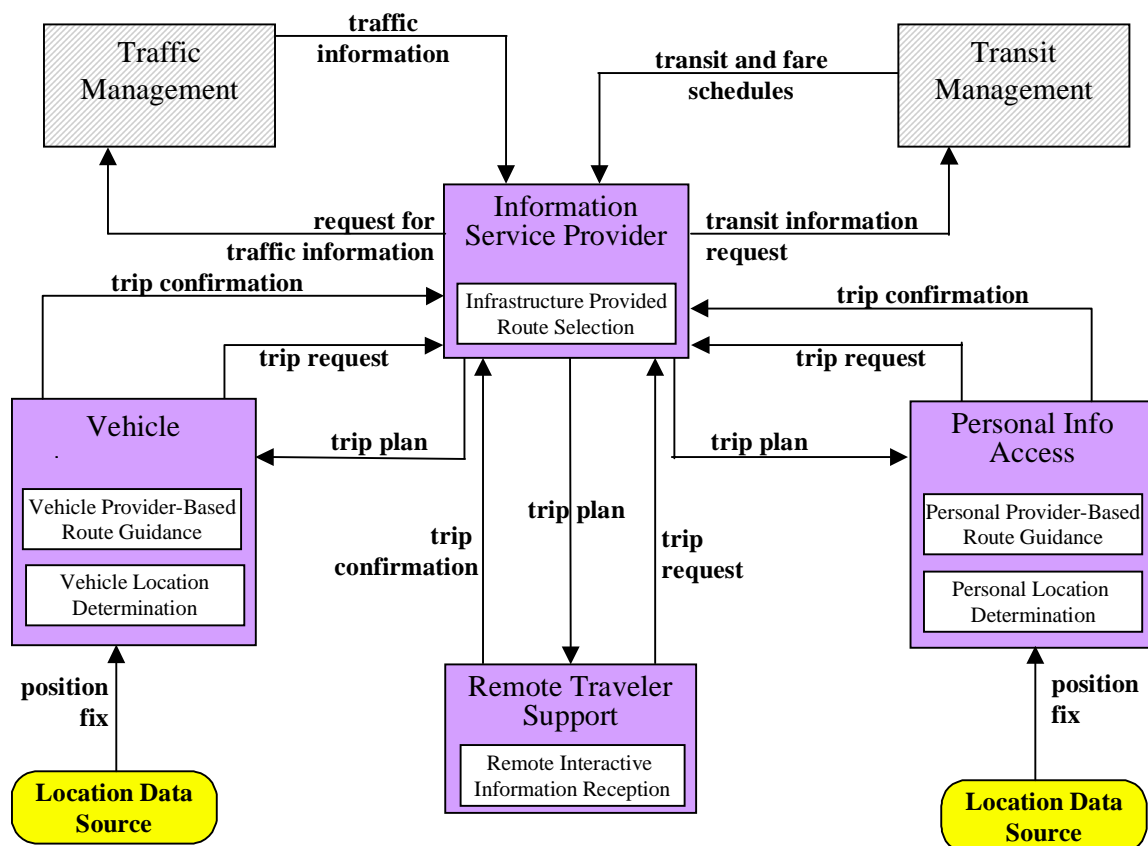 Traffic
Management
traffic
information
transit and fare
schedules
Transit
Management
request for
traffic information
Information
Service Provider
transit information
request
trip confirmation
Infrastructure Provided
Route Selection
trip confirmation
trip request
trip request
Vehicle
trip plan
trip plan
Personal Info
Access
Vehicle Provider-Based
Route Guidance
Vehicle Location
Determination
trip
confirmation
trip plan
trip
request
Personal Provider-Based
Route Guidance
Personal Location
Determination
position
fix
Remote Traveler
Support
Remote Interactive
Information Reception
position
fix
Location Data
Source
Location Data
Source